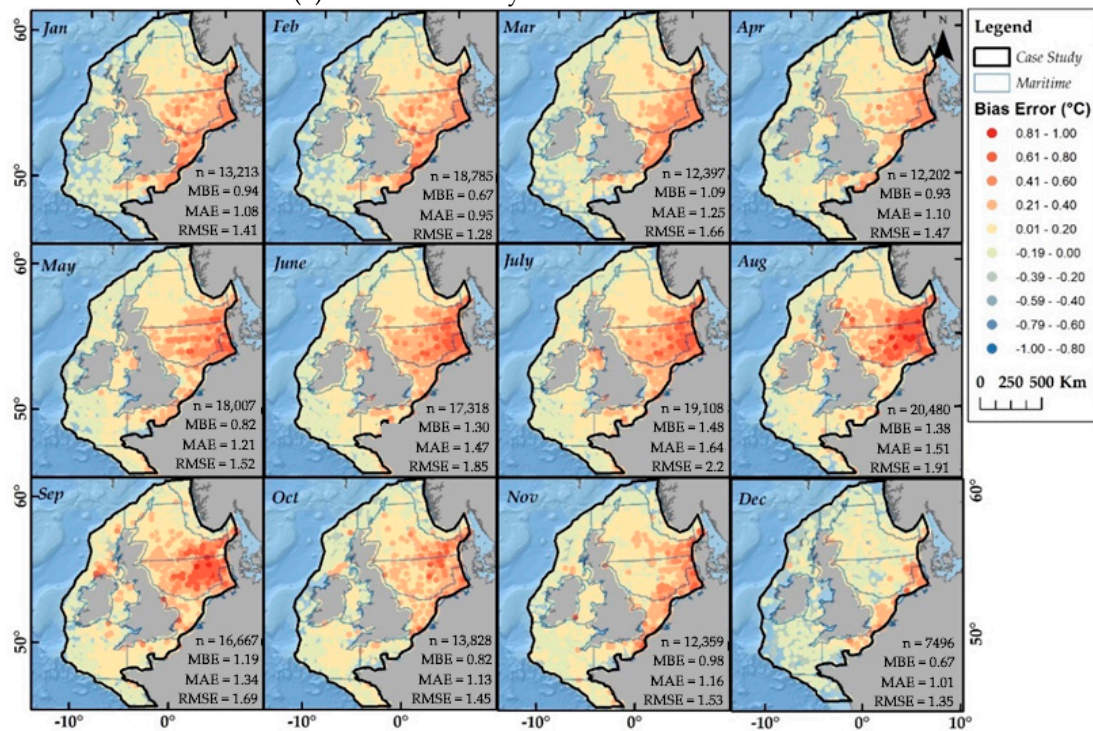 60°
50°
Jan
n = 13,213
MBE = 0.94
MAE = 1.08
RMSE = 1.41
Feb
n = 18,785
MBE = 0.67
MAE = 0.95
RMSE = 1.28
Mar
n = 12,397
MBE = 1.09
MAE = 1.25
RMSE = 1.66
Apr
N
n = 12,202
MBE = 0.93
MAE = 1.10
RMSE = 1.47
Legend
Case Study
Maritime
Bias Error (°C)
0.81 - 1.00
0.61 - 0.80
0.41 - 0.60
0.21 - 0.40
0.01 - 0.20
-0.19 - 0.00
-0.39 - -0.20
-0.59 - -0.40
-0.79 - -0.60
-1.00 - -0.80
0 250 500 Km
60°
50°
May
n = 18,007
MBE = 0.82
MAE = 1.21
RMSE = 1.52
June
n = 17,318
MBE = 1.30
MAE = 1.47
RMSE = 1.85
July
n = 19,108
MBE = 1.48
MAE = 1.64
RMSE = 2.2
Aug
n = 20,480
MBE = 1.38
MAE = 1.51
RMSE = 1.91
60°
50°
Sep
n = 16,667
MBE = 1.19
MAE = 1.34
RMSE = 1.69
Oct
n = 13,828
MBE = 0.82
MAE = 1.13
RMSE = 1.45
Nov
n = 12,359
MBE = 0.98
MAE = 1.16
RMSE = 1.53
Dec
n = 7496
MBE = 0.67
MAE = 1.01
RMSE = 1.35
60°
50°
-10° 0° -10° 0° -10° 0° -10° 0° 10°